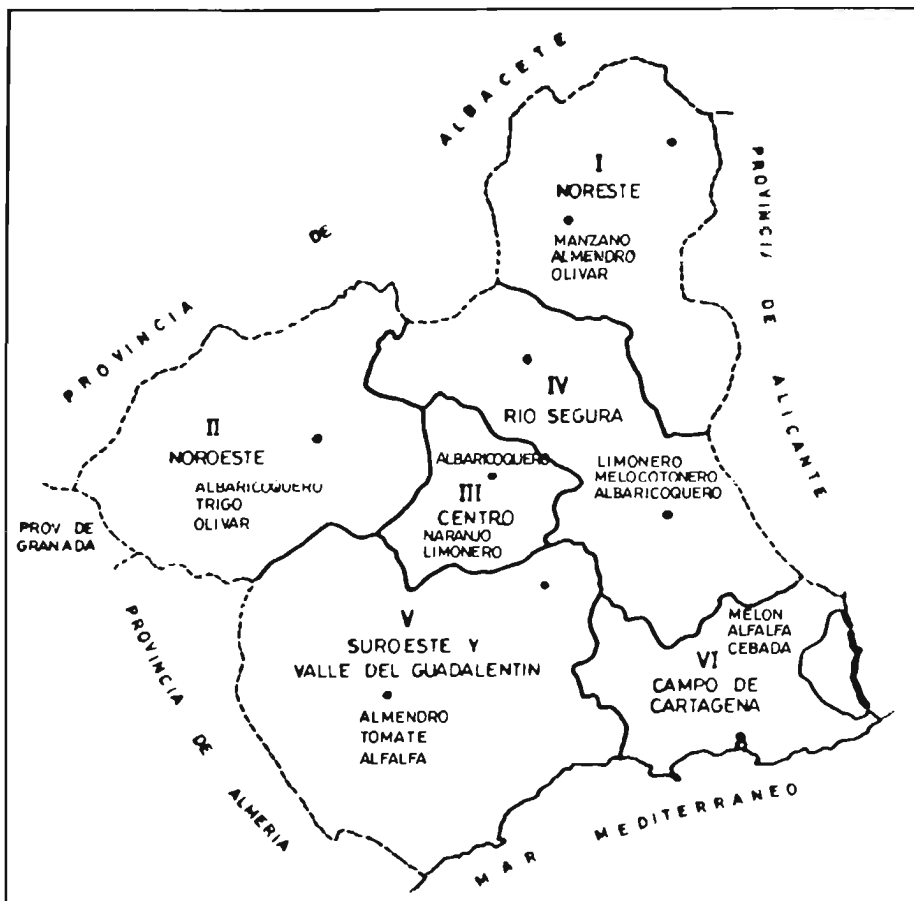 PROVINCIA DE ALBACETE
I
NORESTE
MANZANO
ALMENDRO
OLIVAR
PROVINCIA DE ALICANTE
II
NOROESTE
ALBARICOQUERO
TRIGO
OLIVAR
IV
RIO SEGURA
LIMONERO
MELOCOTONERO
ALBARICOQUERO
ALBARICOQUERO
III
CENTRO
NARANJO
LIMONERO
PROV DE
GRANADA
PROVINCIA DE ALMERIA
V
SUROESTE Y
VALLE DEL GUADALENTIN
ALMENDRO
TOMATE
ALFALFA
MELON
ALFALFA
CEBADA
VI
CAMPO DE
CARTAGENA
MAR MEDITERRANEO